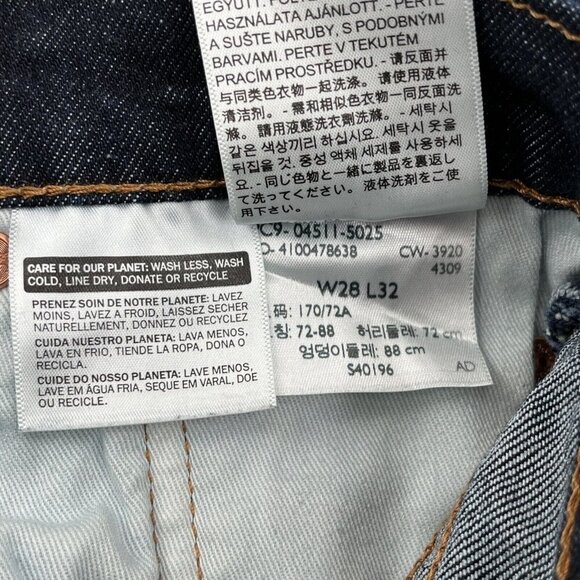 HASZNÁLATA AJÁNLOTT. - PERTE
A SUŠTE NARUBY, S PODOBNÝMI
BARVAMI. PERTE V TEKUTÉM
PRACÍM PROSTŘEDKU. - 请反面并
与同类色衣物一起洗涤。请使用液体
清洁剂。 - 需和相似色衣物一同反面洗
滌。請用液態洗衣劑洗滌。 - 세탁시
같은 색상끼리 하십시요. 세탁시 옷을
뒤집을 것. 중성 액체 세제를 사용하여
- 同じ色のものと一緒に製品を裏返し
て洗ってください。液体洗剤をご使
用下さい。
C9- 04511-5025
O- 4100478638
CW- 3920
4309
W28 L32
码: 170/72A
칭: 72-88 허리둘레: 72 cm
엉덩이둘레: 88 cm
S40196
AD
CARE FOR OUR PLANET: WASH LESS, WASH
COLD, LINE DRY, DONATE OR RECYCLE
PRENEZ SOIN DE NOTRE PLANETE: LAVEZ
MOINS, LAVEZ A FROID, LAISSEZ SECHER
NATURELLEMENT, DONNEZ OU RECYCLEZ
CUIDA NUESTRO PLANETA: LAVA MENOS,
LAVA EN FRIO, TIENDE LA ROPA, DONA O
RECICLA.
CUIDE DO NOSSO PLANETA: LAVE MENOS,
LAVE EM ÁGUA FRIA, SEQUE EM VARAL, DOE
OU RECICLE.